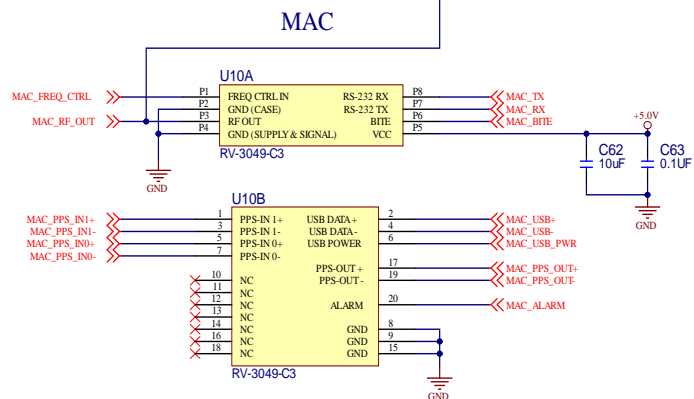 MAC
U10A
MAC_FREQ_CTRL P1 FREQ CTRL IN RS-232 RX P8 MAC_TX
P2 GND (CASE) RS-232 TX P7 MAC_RX
MAC_RF_OUT P3 RF OUT BITE P6 MAC_BITE
P4 GND (SUPPLY & SIGNAL) VCC P5
+5.0V
RV-3049-C3
C62 C63
10uF 0.1UF
GND
GND
U10B
MAC_PPS_IN1+ 1 PPS-IN 1+ USB DATA+ 2 MAC_USB+
MAC_PPS_IN1- 3 PPS-IN 1- USB DATA- 4 MAC_USB-
MAC_PPS_IN0+ 5 PPS-IN 0+ USB POWER 6 MAC_USB_PWR
MAC_PPS_IN0- 7 PPS-IN 0-
PPS-OUT + 17 MAC_PPS_OUT+
10 NC PPS-OUT - 19 MAC_PPS_OUT-
11 NC
12 NC ALARM 20 MAC_ALARM
13 NC
14 NC GND 8
16 NC GND 9
18 NC GND 15
RV-3049-C3
GND